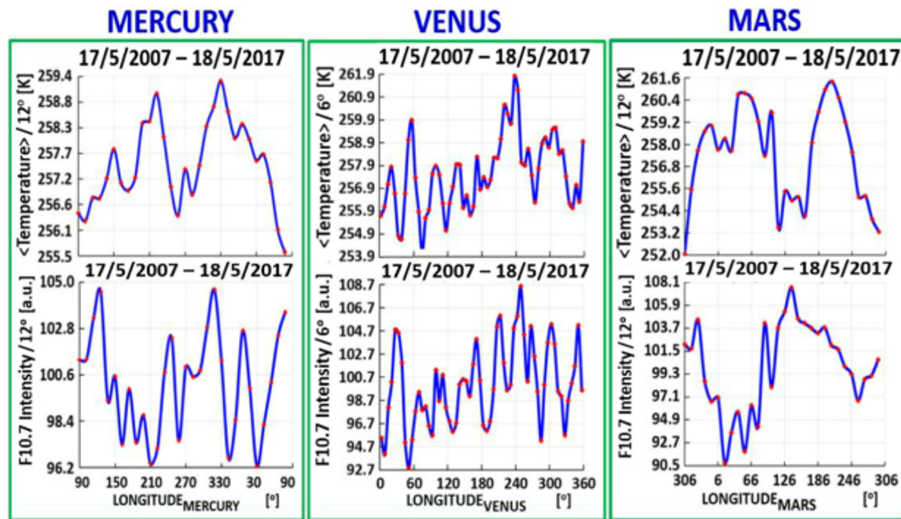 MERCURY
17/5/2007 – 18/5/2017
<Temperature> / 12° [K]
259.4
258.8
258.3
257.7
257.2
256.6
256.1
255.5
17/5/2007 – 18/5/2017
F10.7 Intensity / 12° [a.u.]
105.0
102.8
100.6
98.4
96.2
90 150 210 270 330 30 90
LONGITUDE MERCURY [°]
VENUS
17/5/2007 – 18/5/2017
<Temperature> / 6° [K]
261.9
260.9
259.9
258.9
257.9
256.9
255.9
254.9
253.9
17/5/2007 – 18/5/2017
F10.7 Intensity / 6° [a.u.]
108.7
106.7
104.7
102.7
100.7
98.7
96.7
94.7
92.7
0 60 120 180 240 300 360
LONGITUDE VENUS [°]
MARS
17/5/2007 – 18/5/2017
<Temperature> / 12° [K]
261.6
260.4
259.2
258.0
256.8
255.6
254.4
253.2
252.0
17/5/2007 – 18/5/2017
F10.7 Intensity / 12° [a.u.]
108.1
105.9
103.7
101.5
99.3
97.1
94.9
92.7
90.5
306 6 66 126 186 246 306
LONGITUDE MARS [°]